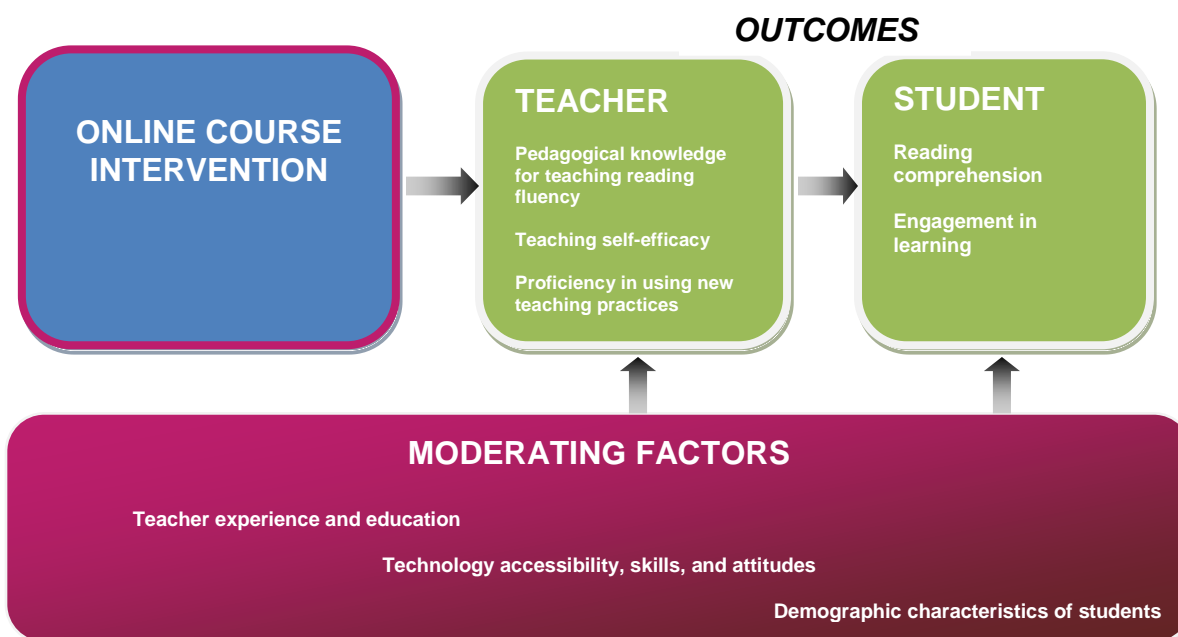 OUTCOMES
ONLINE COURSE
INTERVENTION
TEACHER
Pedagogical knowledge
for teaching reading
fluency
Teaching self-efficacy
Proficiency in using new
teaching practices
STUDENT
Reading
comprehension
Engagement in
learning
MODERATING FACTORS
Teacher experience and education
Technology accessibility, skills, and attitudes
Demographic characteristics of students